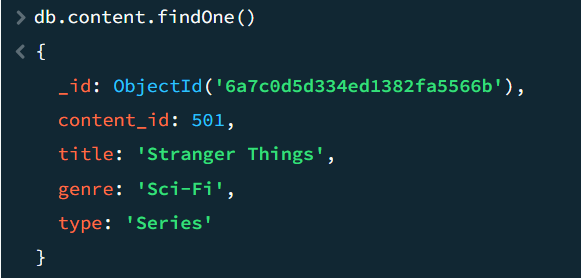 > db.content.findOne()
< {
_id: ObjectId('6a7c0d5d334ed1382fa5566b'),
content_id: 501,
title: 'Stranger Things',
genre: 'Sci-Fi',
type: 'Series'
}